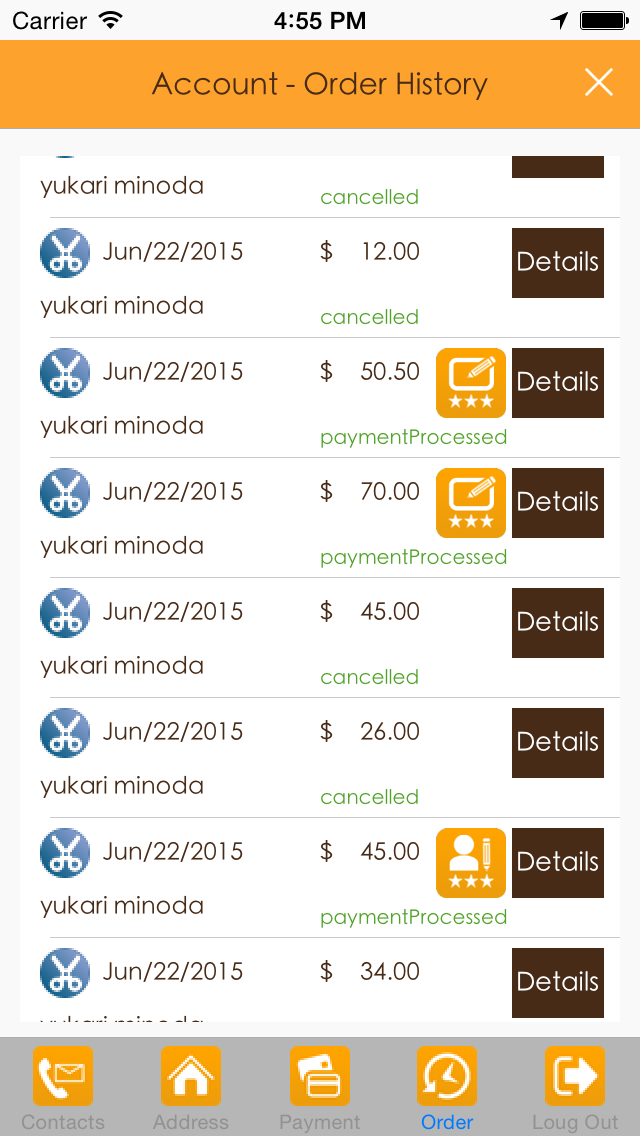 Carrier 4:55 PM
Account - Order History
yukari minoda
cancelled
Jun/22/2015 $ 12.00 Details
yukari minoda
cancelled
Jun/22/2015 $ 50.50 Details
yukari minoda
paymentProcessed
Jun/22/2015 $ 70.00 Details
yukari minoda
paymentProcessed
Jun/22/2015 $ 45.00 Details
yukari minoda
cancelled
Jun/22/2015 $ 26.00 Details
yukari minoda
cancelled
Jun/22/2015 $ 45.00 Details
yukari minoda
paymentProcessed
Jun/22/2015 $ 34.00 Details
Contacts Address Payment Order Loug Out